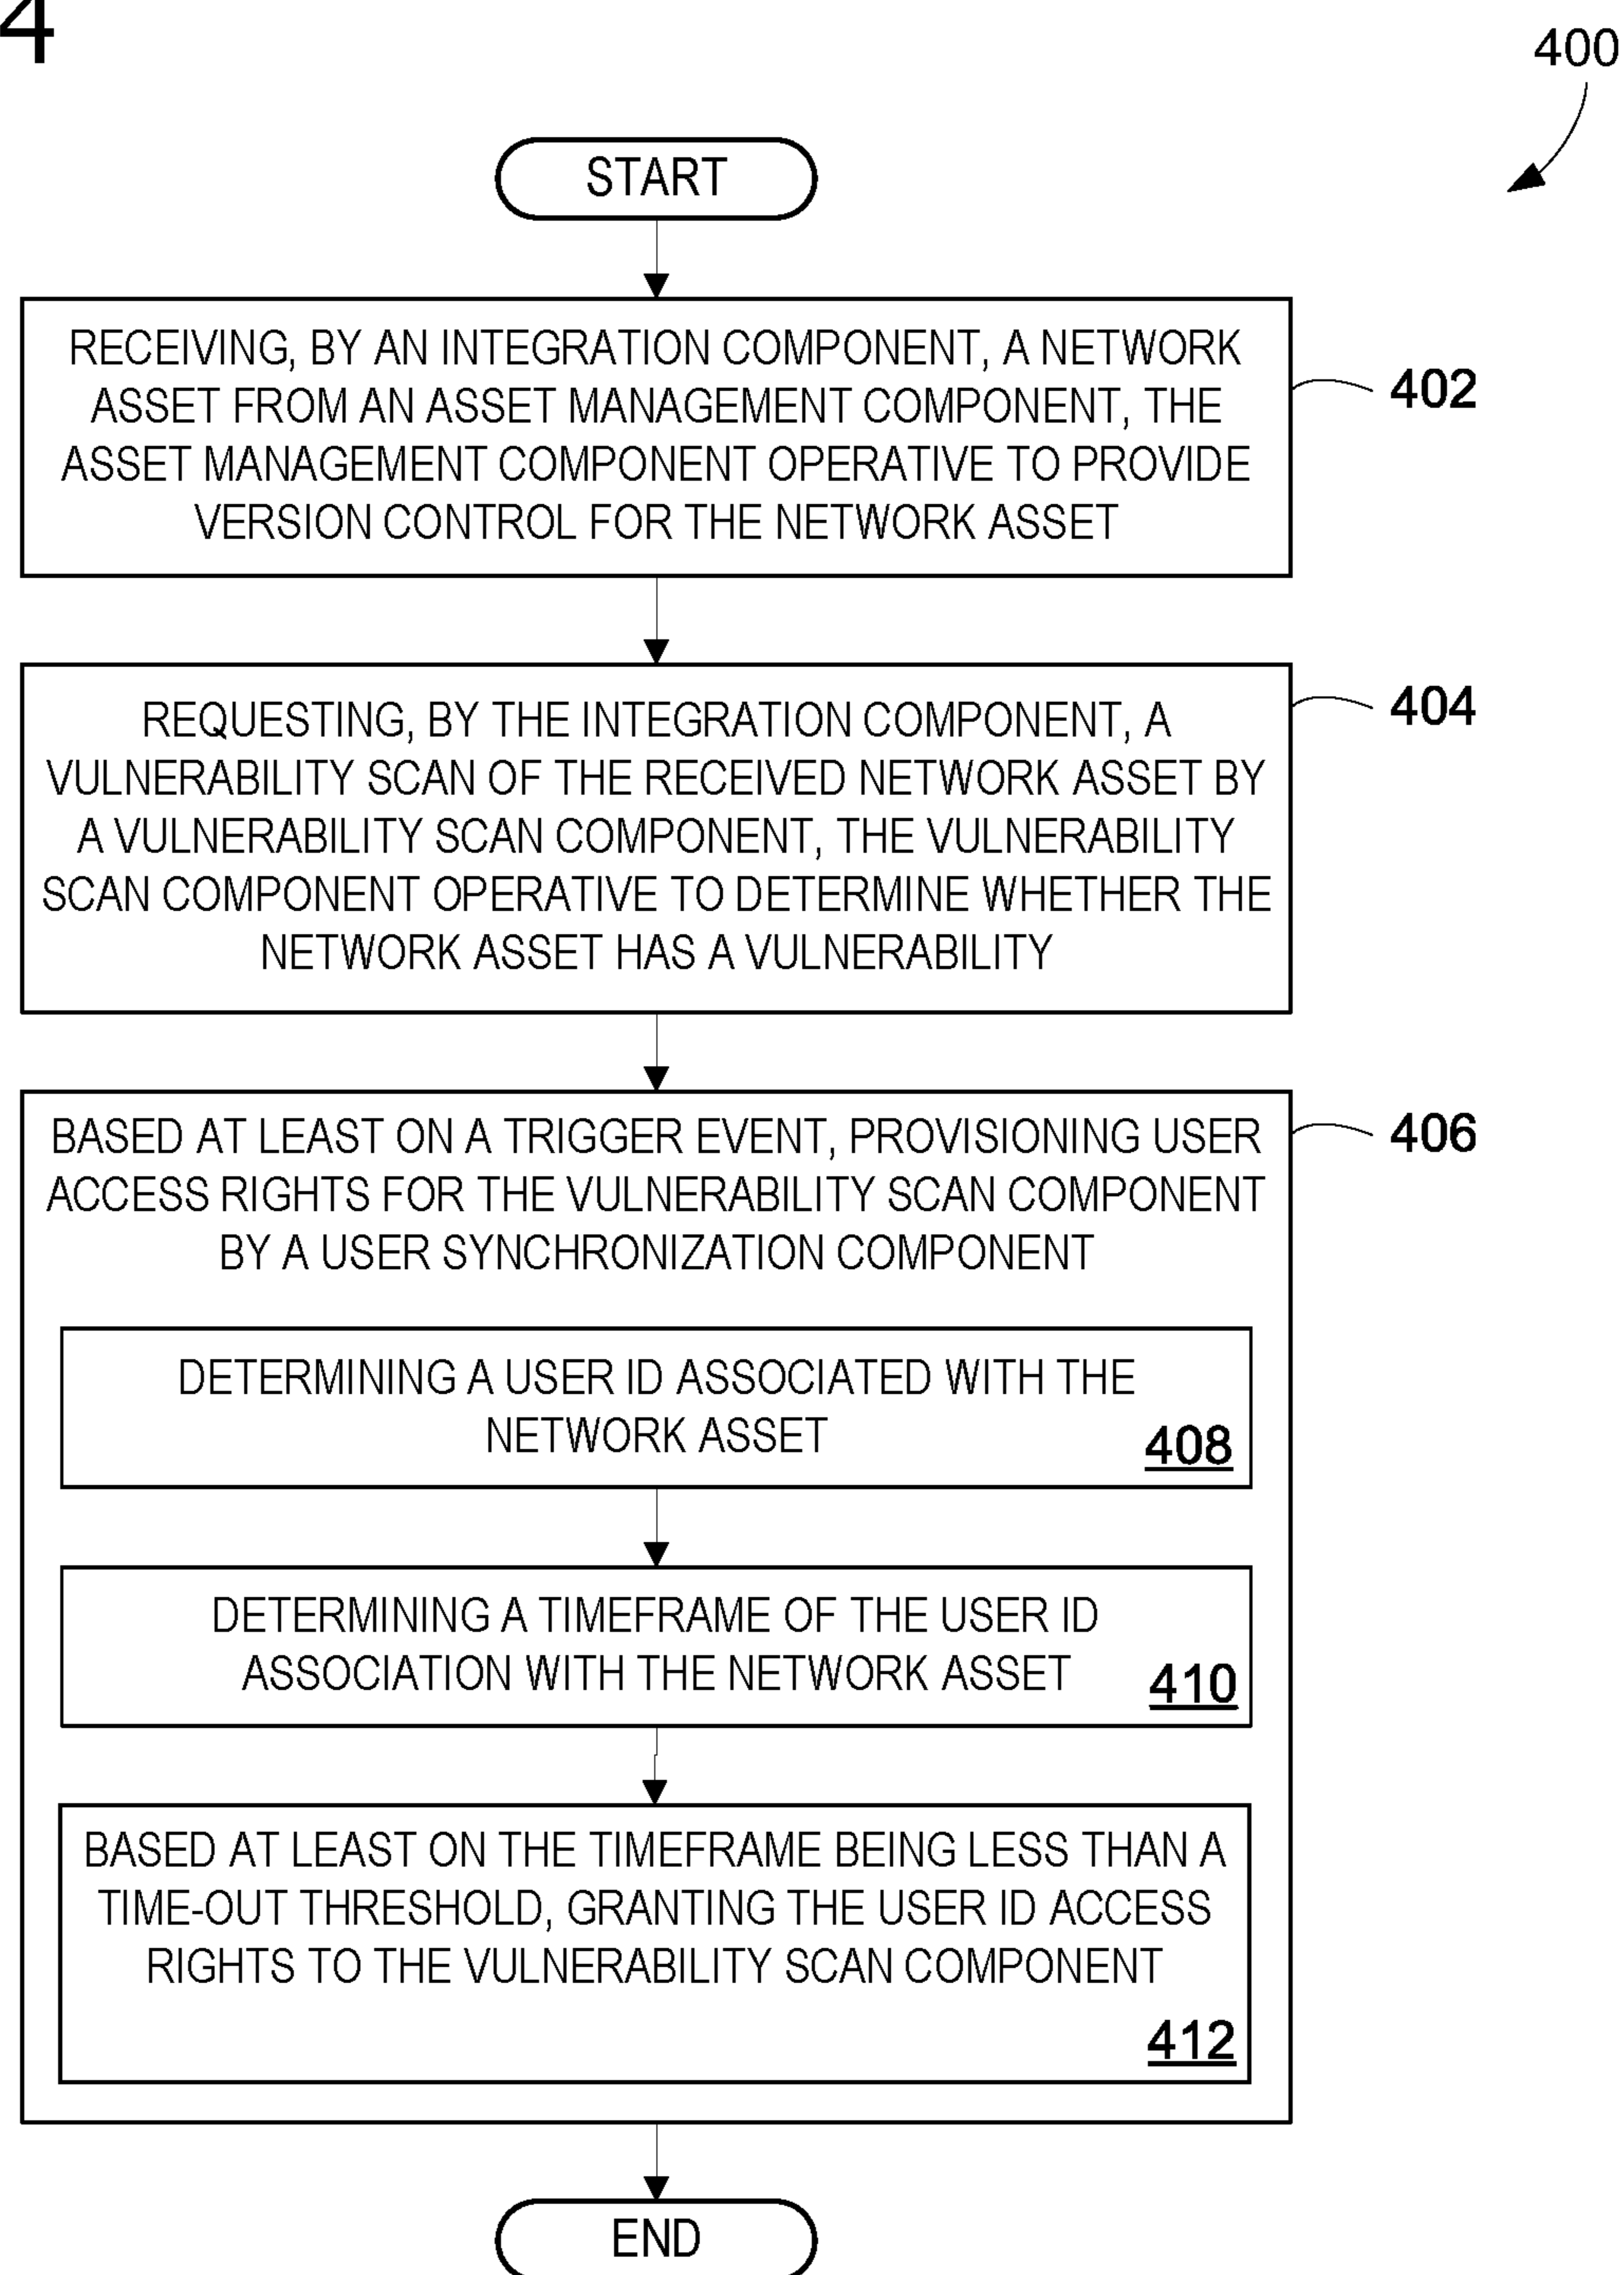 4
400
START
RECEIVING, BY AN INTEGRATION COMPONENT, A NETWORK
ASSET FROM AN ASSET MANAGEMENT COMPONENT, THE
ASSET MANAGEMENT COMPONENT OPERATIVE TO PROVIDE
VERSION CONTROL FOR THE NETWORK ASSET
402
REQUESTING, BY THE INTEGRATION COMPONENT, A
VULNERABILITY SCAN OF THE RECEIVED NETWORK ASSET BY
A VULNERABILITY SCAN COMPONENT, THE VULNERABILITY
SCAN COMPONENT OPERATIVE TO DETERMINE WHETHER THE
NETWORK ASSET HAS A VULNERABILITY
404
BASED AT LEAST ON A TRIGGER EVENT, PROVISIONING USER
ACCESS RIGHTS FOR THE VULNERABILITY SCAN COMPONENT
BY A USER SYNCHRONIZATION COMPONENT
406
DETERMINING A USER ID ASSOCIATED WITH THE
NETWORK ASSET
408
DETERMINING A TIMEFRAME OF THE USER ID
ASSOCIATION WITH THE NETWORK ASSET
410
BASED AT LEAST ON THE TIMEFRAME BEING LESS THAN A
TIME-OUT THRESHOLD, GRANTING THE USER ID ACCESS
RIGHTS TO THE VULNERABILITY SCAN COMPONENT
412
END